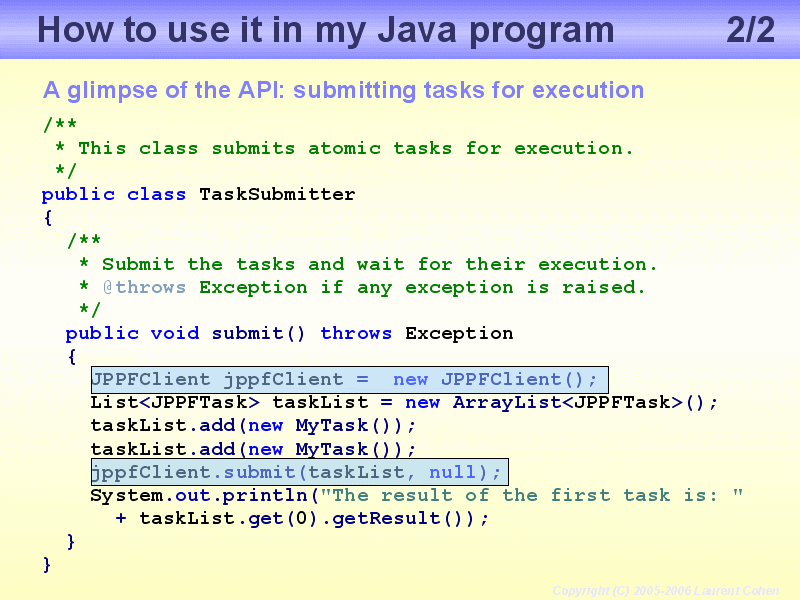 How to use it in my Java program 2/2
A glimpse of the API: submitting tasks for execution
/**
 * This class submits atomic tasks for execution.
 */
public class TaskSubmitter
{
  /**
   * Submit the tasks and wait for their execution.
   * @throws Exception if any exception is raised.
   */
  public void submit() throws Exception
  {
    JPPFClient jppfClient =  new JPPFClient();
    List<JPPFTask> taskList = new ArrayList<JPPFTask>();
    taskList.add(new MyTask());
    taskList.add(new MyTask());
    jppfClient.submit(taskList, null);
    System.out.println("The result of the first task is: "
      + taskList.get(0).getResult());
  }
}
Copyright (C) 2005-2006 Laurent Cohen